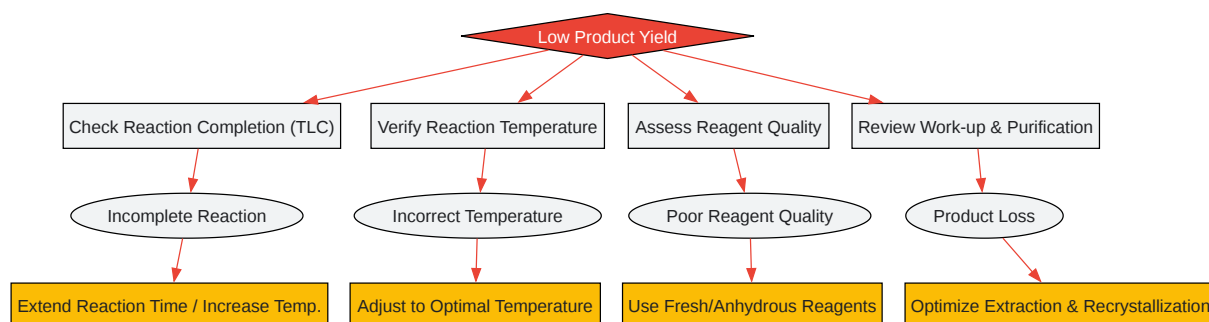 Low Product Yield
Check Reaction Completion (TLC)
Verify Reaction Temperature
Assess Reagent Quality
Review Work-up & Purification
Incomplete Reaction
Incorrect Temperature
Poor Reagent Quality
Product Loss
Extend Reaction Time / Increase Temp.
Adjust to Optimal Temperature
Use Fresh/Anhydrous Reagents
Optimize Extraction & Recrystallization